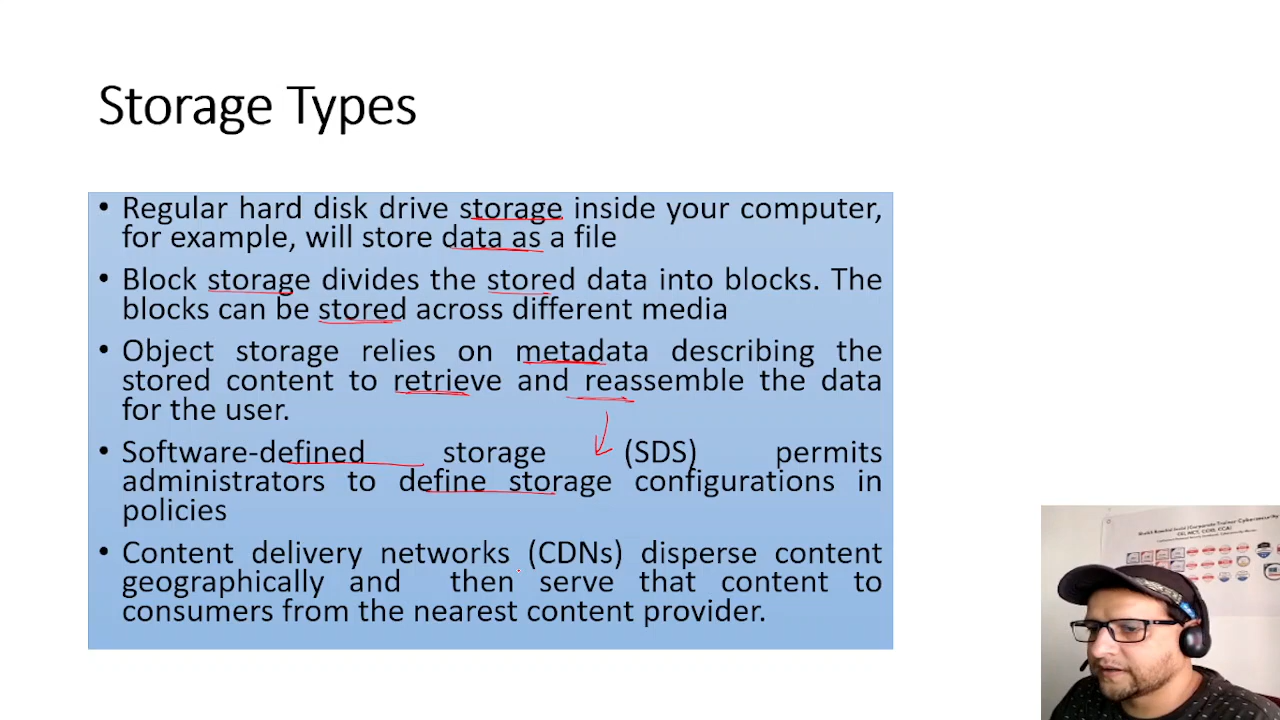 Storage Types
• Regular hard disk drive storage inside your computer,
for example, will store data as a file
• Block storage divides the stored data into blocks. The
blocks can be stored across different media
• Object storage relies on metadata describing the
stored content to retrieve and reassemble the data
for the user.
• Software-defined storage (SDS) permits
administrators to define storage configurations in
policies
• Content delivery networks (CDNs) disperse content
geographically and then serve that content to
consumers from the nearest content provider.